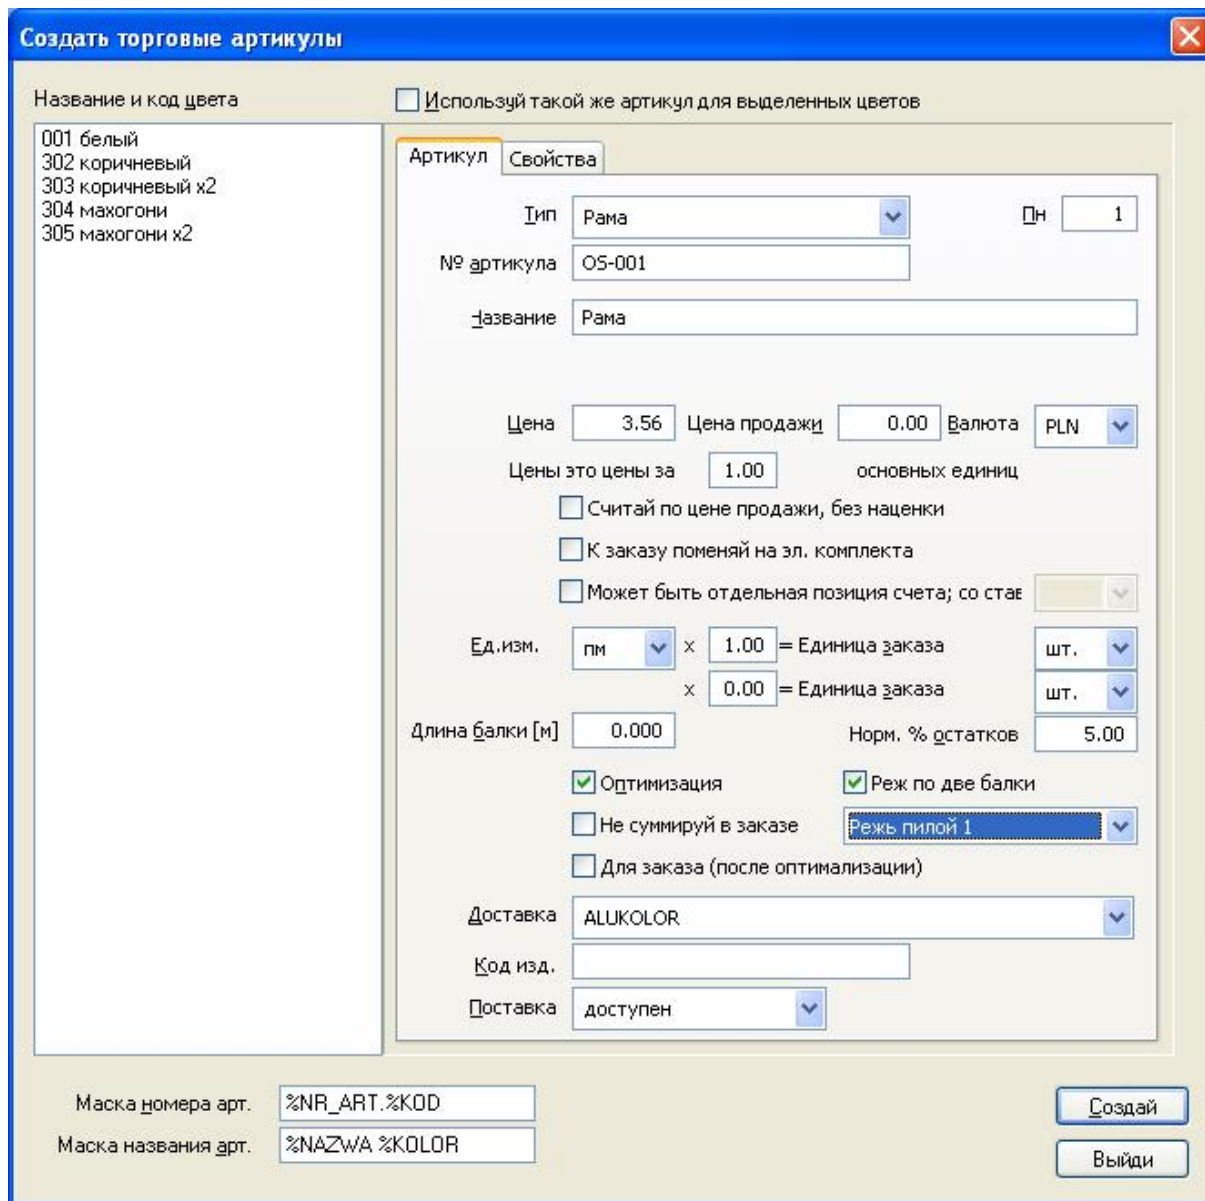 Создать торговые артикулы
Название и код цвета
Используй такой же артикул для выделенных цветов
001 белый
302 коричневый
303 коричневый x2
304 махогони
305 махогони x2
Артикул Свойства
Тип Рама Пн 1
№ артикула OS-001
Название Рама
Цена 3.56 Цена продажи 0.00 Валюта PLN
Цены это цены за 1.00 основных единиц
Считай по цене продажи, без наценки
К заказу поменяй на эл. комплекта
Может быть отдельная позиция счета; со став
Ед.изм. пм x 1.00 = Единица заказа шт.
x 0.00 = Единица заказа шт.
Длина балки [м] 0.000 Норм. % остатков 5.00
Оптимизация Реж по две балки
Не суммируй в заказе Режь пилой 1
Для заказа (после оптимализации)
Доставка ALUKOLOR
Код изд.
Поставка доступен
Маска номера арт. %NR_ART.%KOD
Маска названия арт. %NAZWA %KOLOR
Создай
Выйди